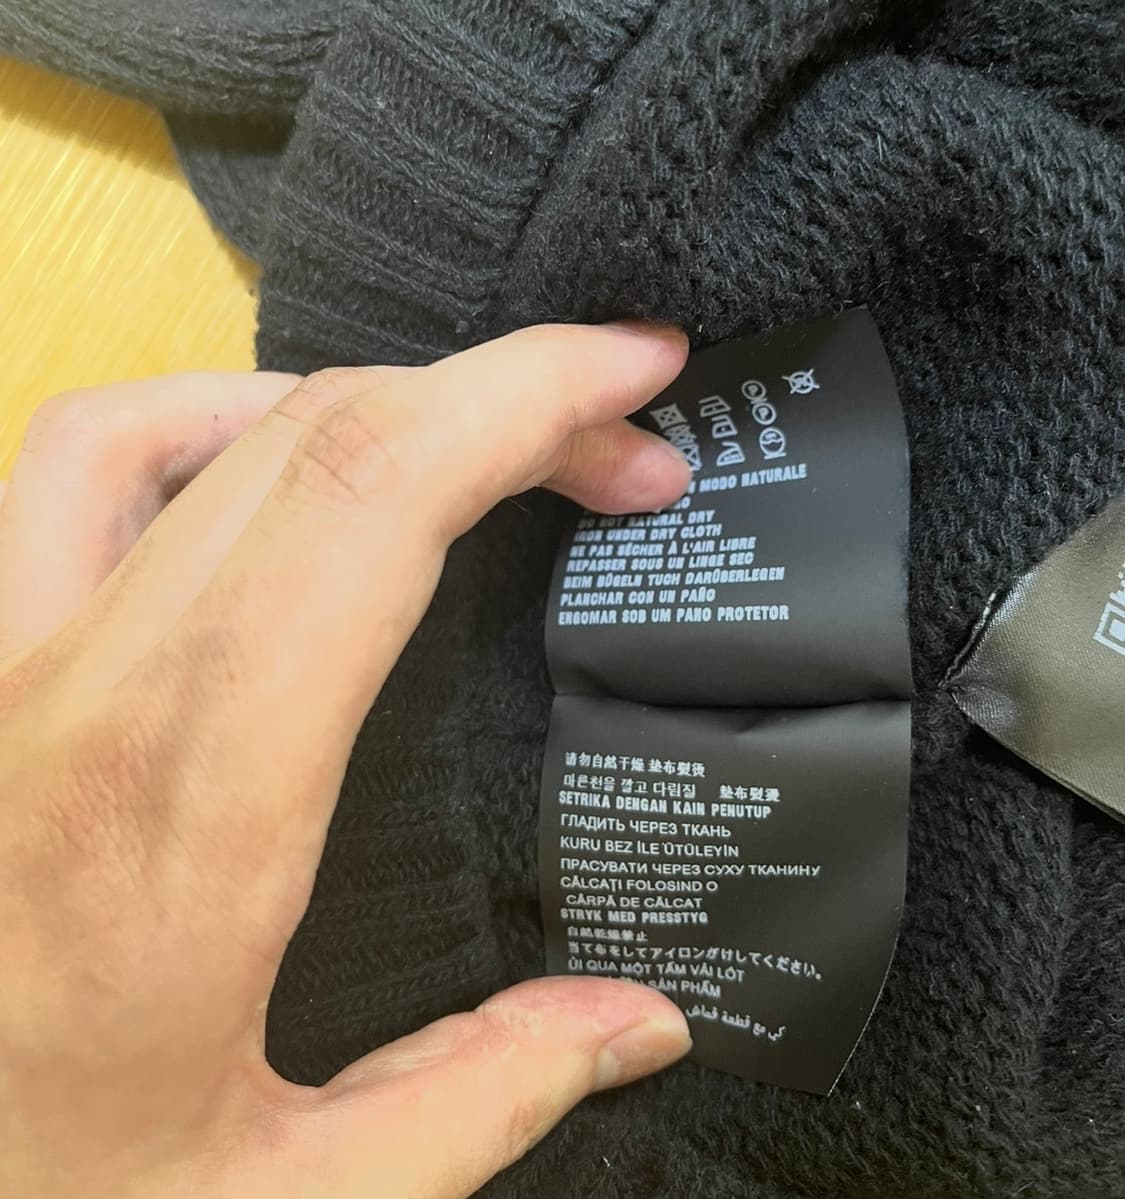 MODO NATURALE
DO NOT NATURAL DRY
IRON UNDER DRY CLOTH
NE PAS SÉCHER À L'AIR LIBRE
REPASSER SOUS UN LINGE SEC
BEIM BÜGELN TUCH DARÜBERLEGEN
PLANCHAR CON UN PAÑO
ENGOMAR SOB UM PANO PROTETOR
请勿自然干燥 垫布熨烫
마른천을 깔고 다림질 墊布熨燙
SETRIKA DENGAN KAIN PENUTUP
ГЛАДИТЬ ЧЕРЕЗ ТКАНЬ
KURU BEZ İLE ÜTÜLEYİN
ПРАСУВАТИ ЧЕРЕЗ СУХУ ТКАНИНУ
CĂLCAŢI FOLOSIND O
CÂRPĂ DE CĂLCAT
STRYK MED PRESSTYG
自然乾燥禁止
当て布をしてアイロンがけしてください。
ỦI QUA MỘT TẤM VẢI LÓT
SẢN PHẨM
كي مع قطعة قماش